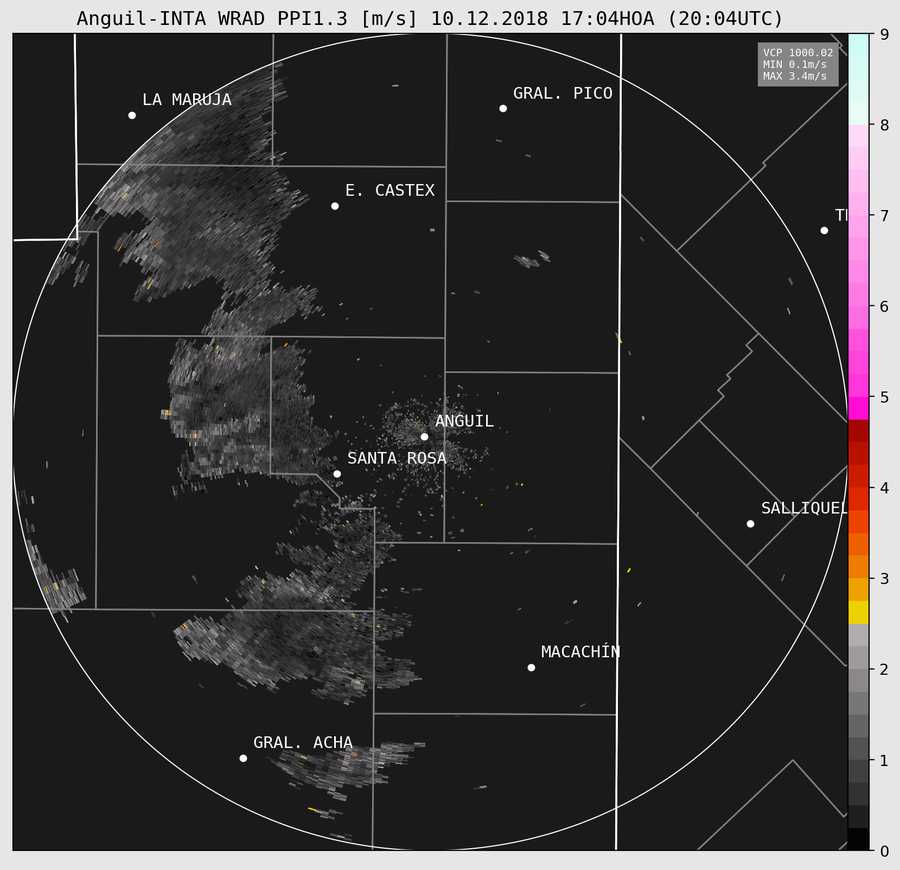 Anguil-INTA WRAD PPI1.3 [m/s] 10.12.2018 17:04HOA (20:04UTC)
VCP 1000.02
MIN 0.1m/s
MAX 3.4m/s
LA MARUJA
GRAL. PICO
E. CASTEX
ANGUIL
SANTA ROSA
SALLIQUEL
MACACHÍN
GRAL. ACHA
9
8
7
6
5
4
3
2
1
0